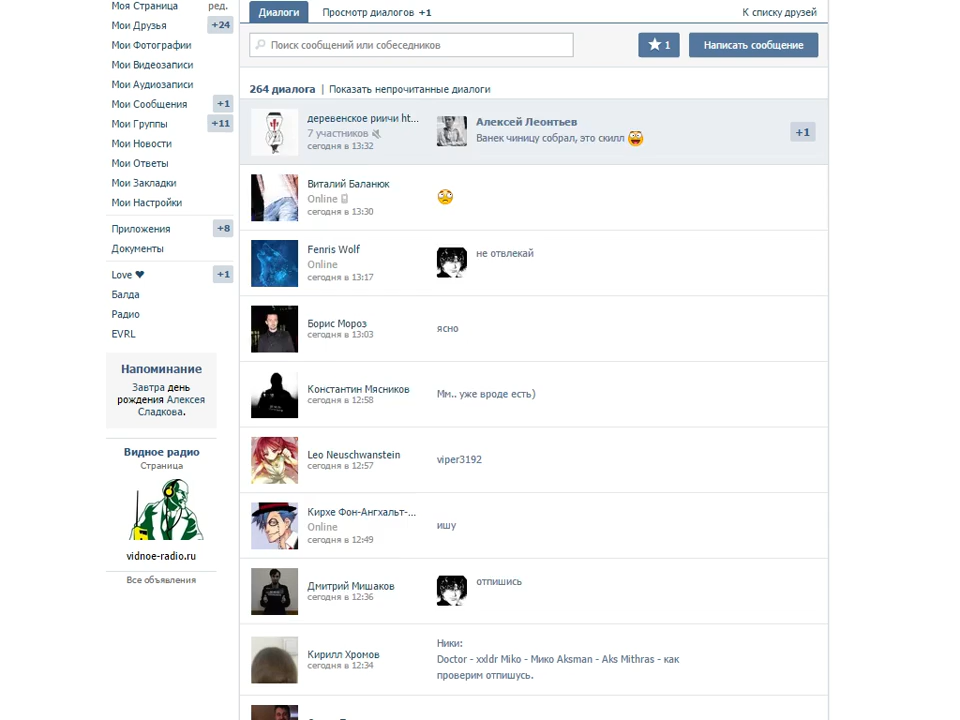 Моя Страница ред.
Мои Друзья +24
Мои Фотографии
Мои Видеозаписи
Мои Аудиозаписи
Мои Сообщения +1
Мои Группы +11
Мои Новости
Мои Ответы
Мои Закладки
Мои Настройки
Приложения +8
Документы
Love ❤ +1
Балда
Радио
EVRL
Напоминание
Завтра день
рождения Алексея
Сладкова.
Видное радио
Страница
vidnoe-radio.ru
Все объявления
Диалоги Просмотр диалогов +1 К списку друзей
Поиск сообщений или собеседников ★ 1 Написать сообщение
264 диалога | Показать непрочитанные диалоги
деревенское риичи ht...
7 участников
сегодня в 13:32
Алексей Леонтьев
Ванек чиницу собрал, это скилл
+1
Виталий Баланюк
Online
сегодня в 13:30
Fenris Wolf
Online
сегодня в 13:17
не отвлекай
Борис Мороз
сегодня в 13:03
ясно
Константин Мясников
сегодня в 12:58
Мм.. уже вроде есть)
Leo Neuschwanstein
сегодня в 12:57
viper3192
Кирхе Фон-Ангхальт-...
Online
сегодня в 12:49
ишу
Дмитрий Мишаков
сегодня в 12:36
отпишись
Кирилл Хромов
сегодня в 12:34
Ники:
Doctor - xxldr Miko - Мико Aksman - Aks Mithras - как
проверим отпишусь.